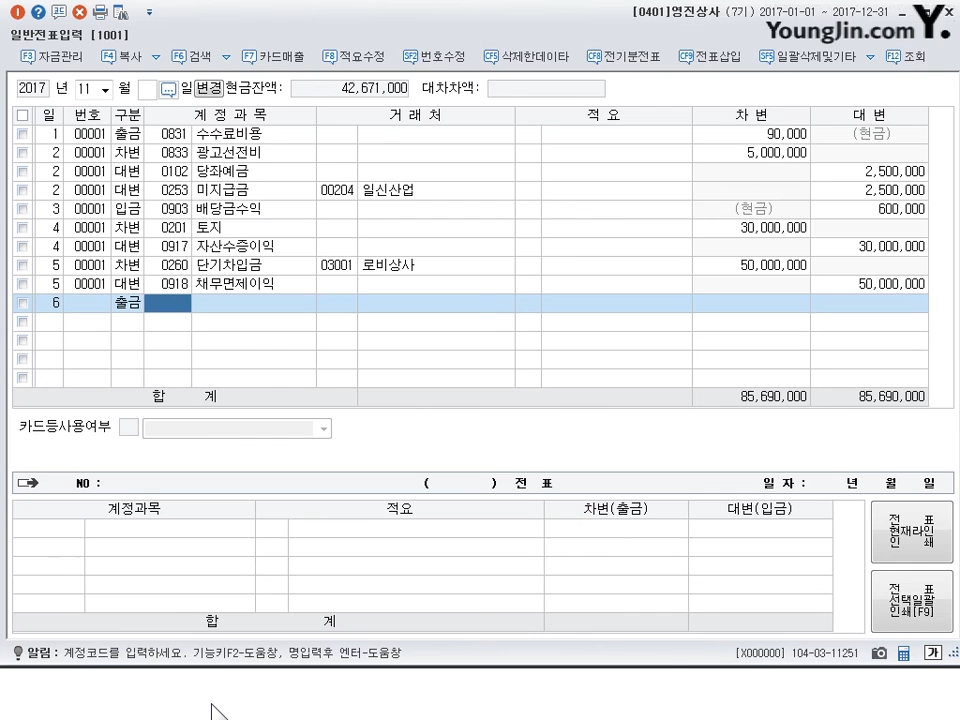 [0401]영진상사 (7기) 2017-01-01 ~ 2017-12-31
YoungJin.com Y.
일반전표입력 [1001]
F3 자금관리 F4 복사 F6 검색 F7 카드매출 F8 적요수정 SF2 번호수정 CF5 삭제한데이타 CF8 전기분전표 CF9 전표삽입 SF5 일괄삭제및기타 F12 조회
2017 년 11 월 일 변경 현금잔액: 42,671,000 대차차액:
일 번호 구분 계 정 과 목 거 래 처 적 요 차 변 대 변
1 00001 출금 0831 수수료비용 90,000 (현금)
2 00001 차변 0833 광고선전비 5,000,000
2 00001 대변 0102 당좌예금 2,500,000
2 00001 대변 0253 미지급금 00204 일신산업 2,500,000
3 00001 입금 0903 배당금수익 (현금) 600,000
4 00001 차변 0201 토지 30,000,000
4 00001 대변 0917 자산수증이익 30,000,000
5 00001 차변 0260 단기차입금 03001 로비상사 50,000,000
5 00001 대변 0918 채무면제이익 50,000,000
6 출금
합 계 85,690,000 85,690,000
카드등사용여부
NO : ( ) 전 표 일 자 : 년 월 일
계정과목 적요 차변(출금) 대변(입금)
전 표
현재라인
인 쇄
전 표
선택일괄
인쇄[F9]
합 계
알림 : 계정코드를 입력하세요. 기능키F2-도움창, 명입력후 엔터-도움창 [X000000] 104-03-11251 가